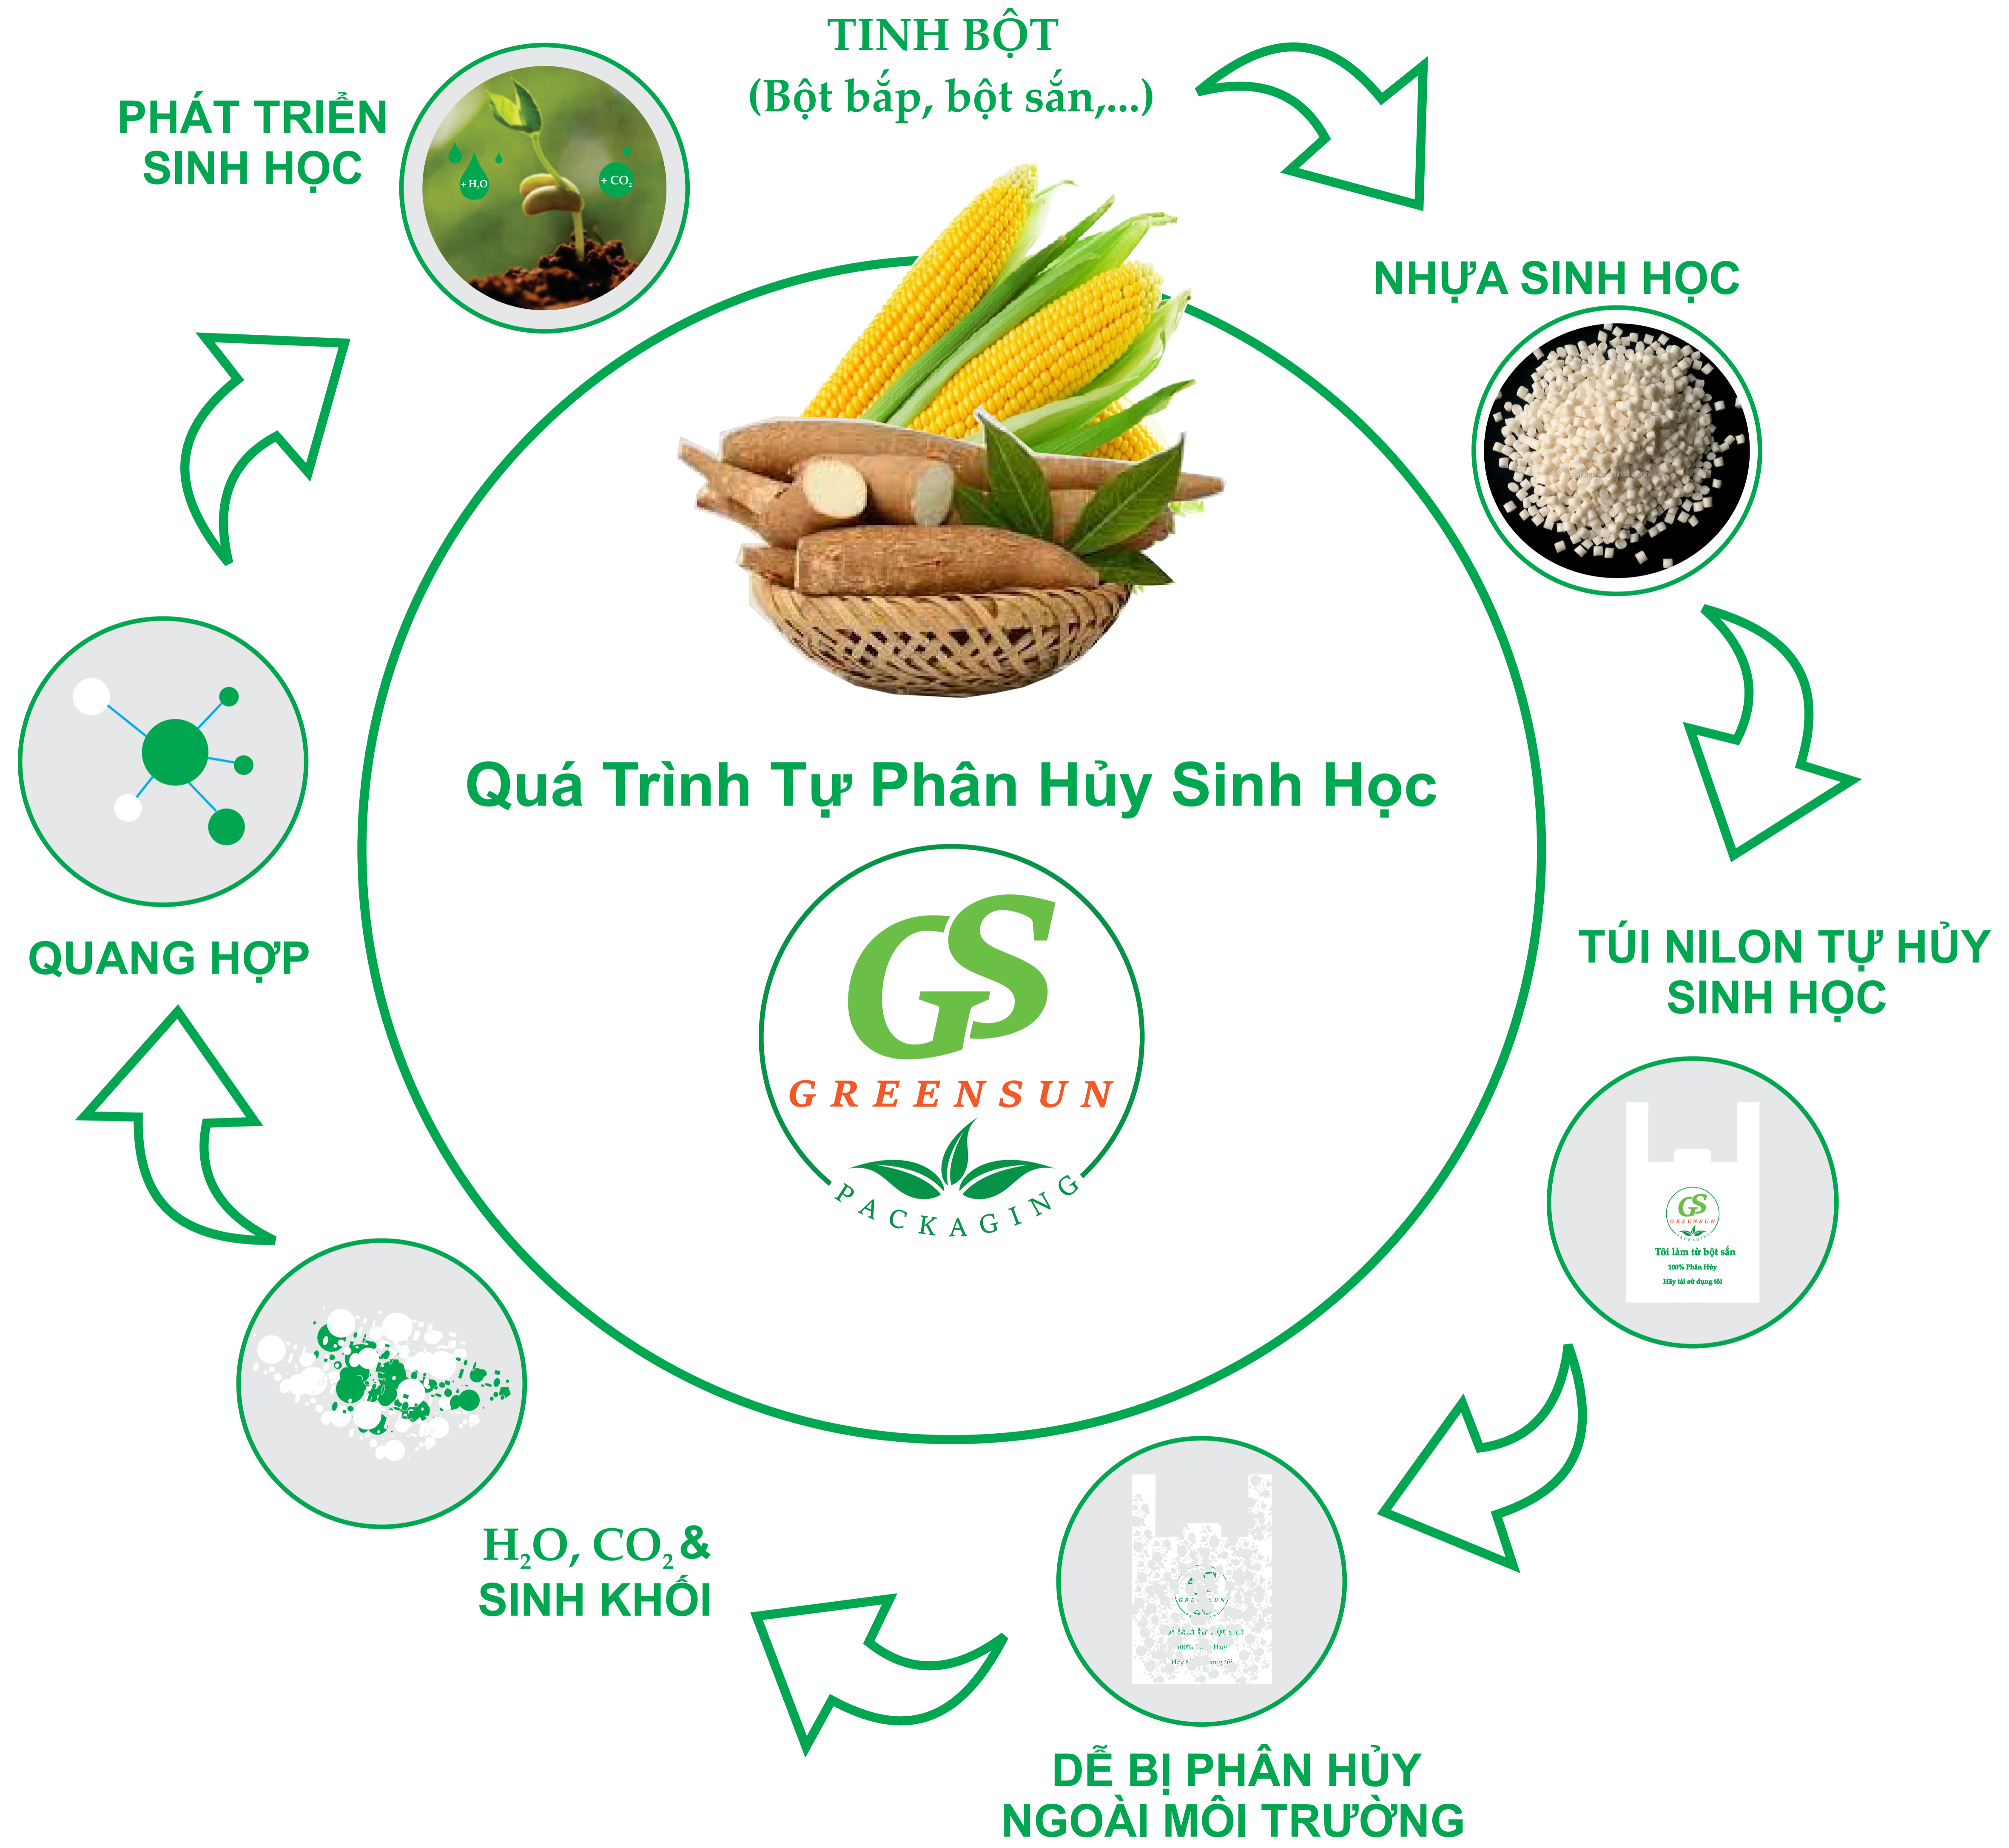 TINH BỘT
(Bột bắp, bột sắn,...)
PHÁT TRIỂN
SINH HỌC
+ H₂O
+ CO₂
NHỰA SINH HỌC
Quá Trình Tự Phân Hủy Sinh Học
GS
GREENSUN
PACKAGING
QUANG HỢP
TÚI NILON TỰ HỦY
SINH HỌC
GS
GREENSUN
PACKAGING
Tôi làm từ bột sắn
100% Phân Hủy
Hãy tái sử dụng tôi
H₂O, CO₂ &
SINH KHỐI
DỄ BỊ PHÂN HỦY
NGOÀI MÔI TRƯỜNG